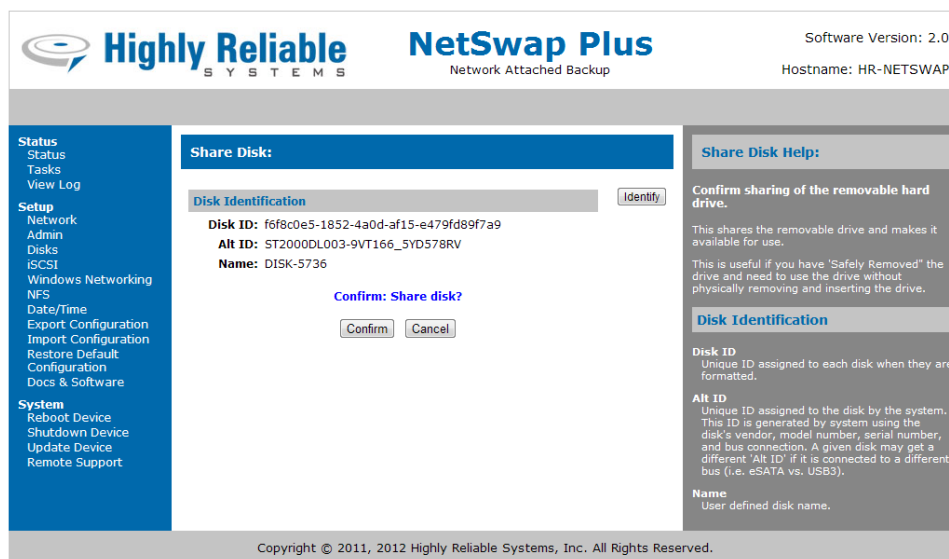 Highly Reliable
SYSTEMS
NetSwap Plus
Network Attached Backup
Software Version: 2.0
Hostname: HR-NETSWAP
Status
Status
Tasks
View Log
Setup
Network
Admin
Disks
iSCSI
Windows Networking
NFS
Date/Time
Export Configuration
Import Configuration
Restore Default
Configuration
Docs & Software
System
Reboot Device
Shutdown Device
Update Device
Remote Support
Share Disk:
Disk Identification
Identify
Disk ID: f6f8c0e5-1852-4a0d-af15-e479fd89f7a9
Alt ID: ST2000DL003-9VT166_5YD578RV
Name: DISK-5736
Confirm: Share disk?
Confirm Cancel
Share Disk Help:
Confirm sharing of the removable hard
drive.
This shares the removable drive and makes it
available for use.
This is useful if you have 'Safely Removed" the
drive and need to use the drive without
physically removing and inserting the drive.
Disk Identification
Disk ID
Unique ID assigned to each disk when they are
formatted.
Alt ID
Unique ID assigned to the disk by the system.
This ID is generated by system using the
disk's vendor, model number, serial number,
and bus connection. A given disk may get a
different 'Alt ID' if it is connected to a different
bus (i.e. eSATA vs. USB3).
Name
User defined disk name.
Copyright © 2011, 2012 Highly Reliable Systems, Inc. All Rights Reserved.